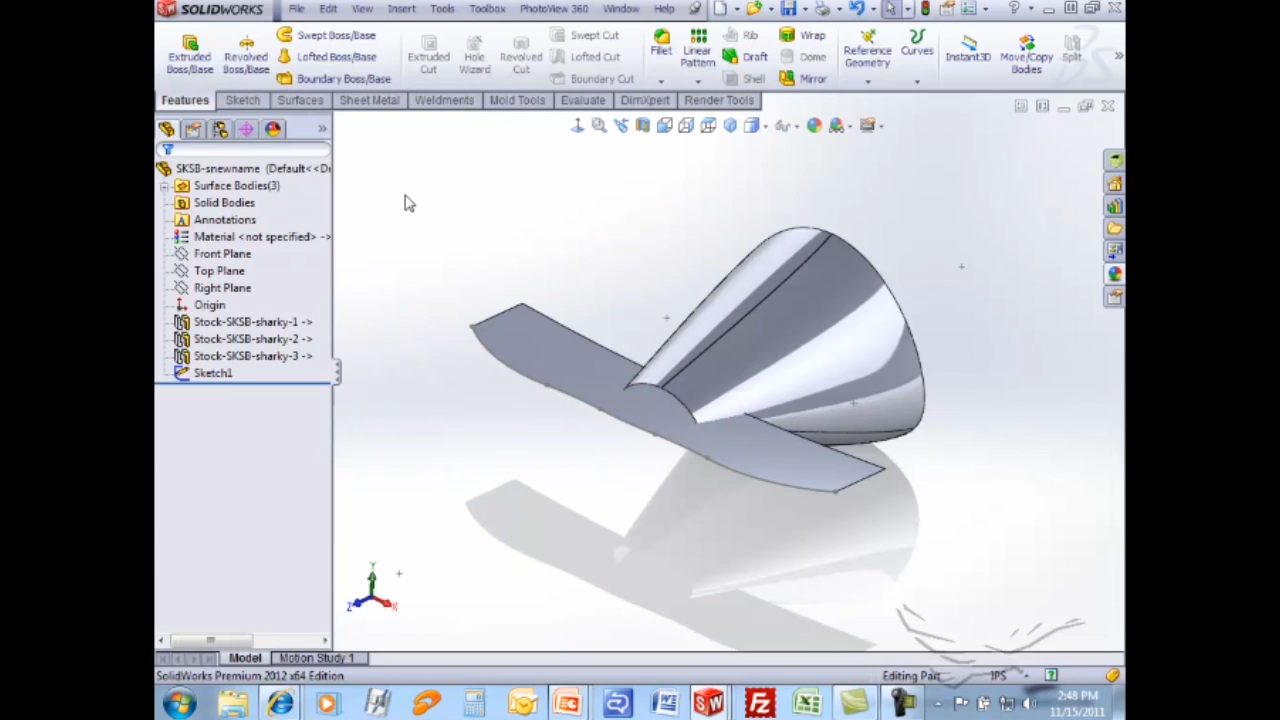 SOLIDWORKS File Edit View Insert Tools Toolbox PhotoView 360 Window Help
Extruded Boss/Base
Revolved Boss/Base
Swept Boss/Base
Lofted Boss/Base
Boundary Boss/Base
Extruded Cut
Hole Wizard
Revolved Cut
Swept Cut
Lofted Cut
Boundary Cut
Fillet
Linear Pattern
Rib
Draft
Shell
Wrap
Dome
Mirror
Reference Geometry
Curves
Instant3D
Move/Copy Bodies
Split
Features Sketch Surfaces Sheet Metal Weldments Mold Tools Evaluate DimXpert Render Tools
SKSB-snewname (Default<<De
Surface Bodies(3)
Solid Bodies
Annotations
Material <not specified> ->
Front Plane
Top Plane
Right Plane
Origin
Stock-SKSB-sharky-1 ->
Stock-SKSB-sharky-2 ->
Stock-SKSB-sharky-3 ->
Sketch1
Y
Z
X
Model Motion Study 1
SolidWorks Premium 2012 x64 Edition
Editing Part
IPS
2:48 PM
11/15/2011